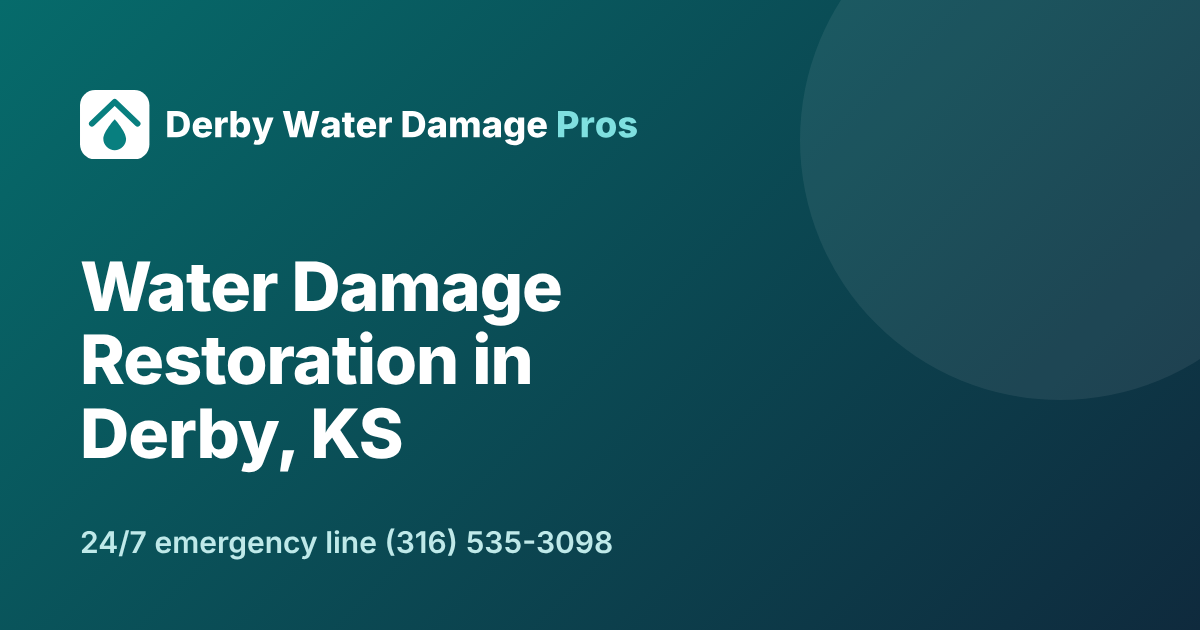 Derby Water Damage Pros
Water Damage
Restoration in
Derby, KS
24/7 emergency line (316) 535-3098